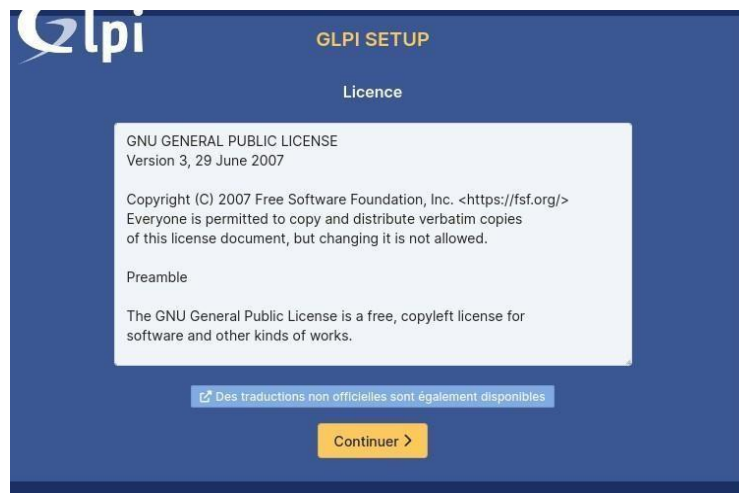 Glpi
GLPI SETUP
Licence
GNU GENERAL PUBLIC LICENSE
Version 3, 29 June 2007
Copyright (C) 2007 Free Software Foundation, Inc. <https://fsf.org/>
Everyone is permitted to copy and distribute verbatim copies
of this license document, but changing it is not allowed.
Preamble
The GNU General Public License is a free, copyleft license for
software and other kinds of works.
Des traductions non officielles sont également disponibles
Continuer